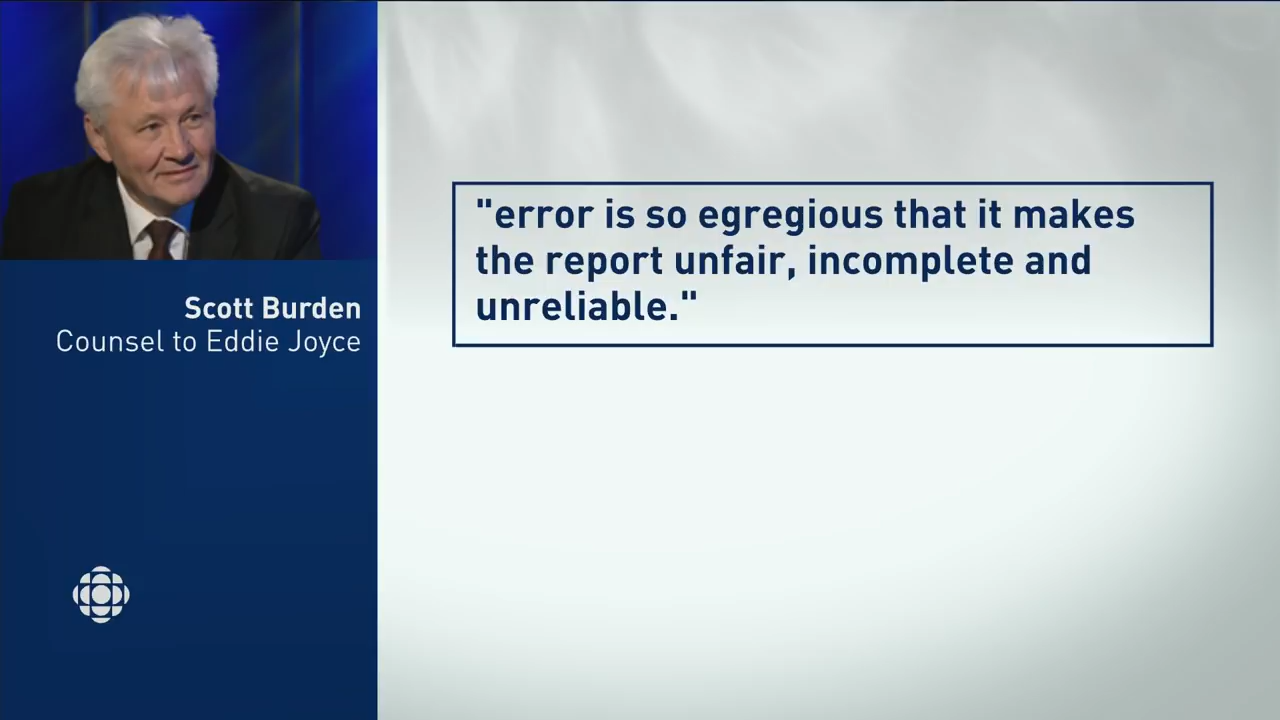 Scott Burden
Counsel to Eddie Joyce
"error is so egregious that it makes
the report unfair, incomplete and
unreliable."